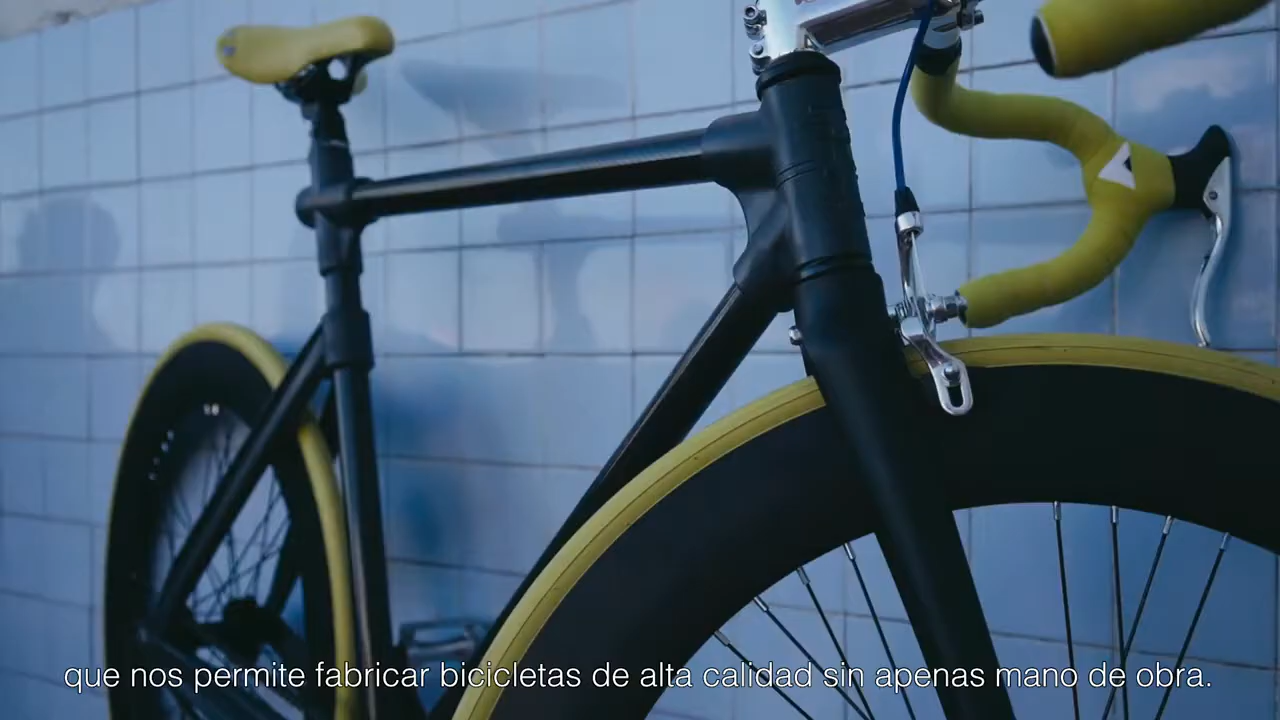 que nos permite fabricar bicicletas de alta calidad sin apenas mano de obra.